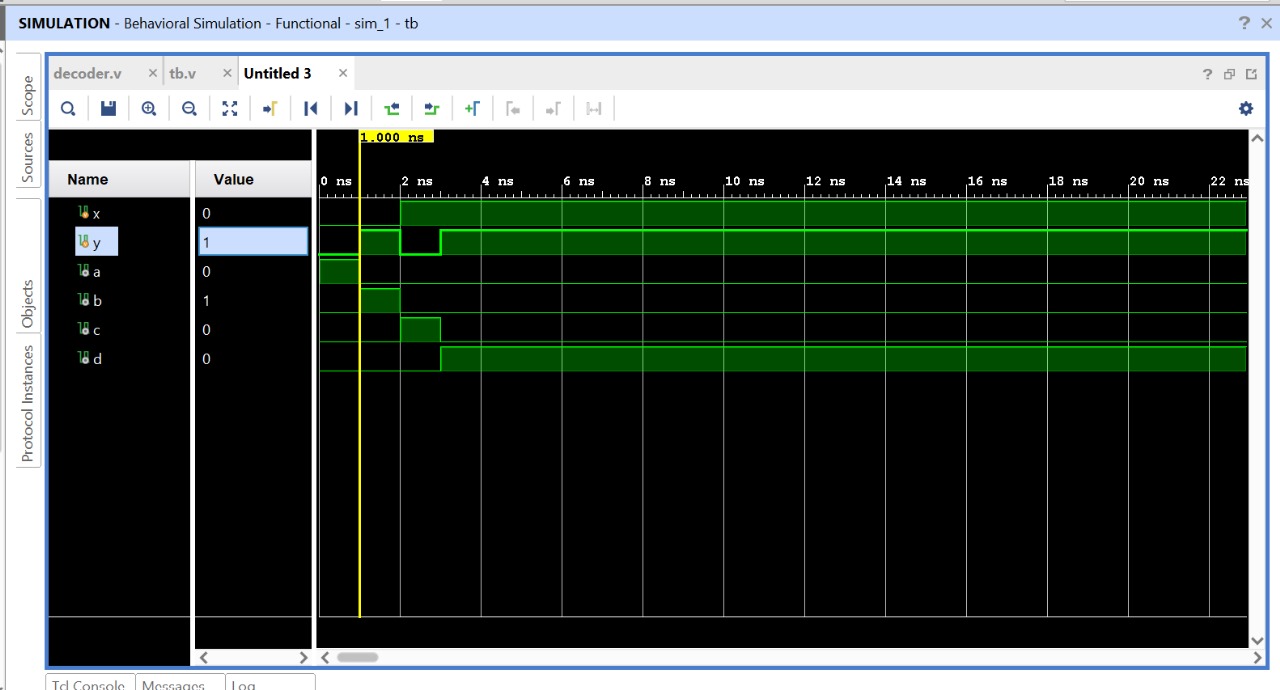 SIMULATION - Behavioral Simulation - Functional - sim_1 - tb ? ×
Scope
Sources
Objects
Protocol Instances
decoder.v × tb.v × Untitled 3 × ?
1.000 ns
Name Value
0 ns 2 ns 4 ns 6 ns 8 ns 10 ns 12 ns 14 ns 16 ns 18 ns 20 ns 22 ns
x 0
y 1
a 0
b 1
c 0
d 0
Tcl Console Messages Log